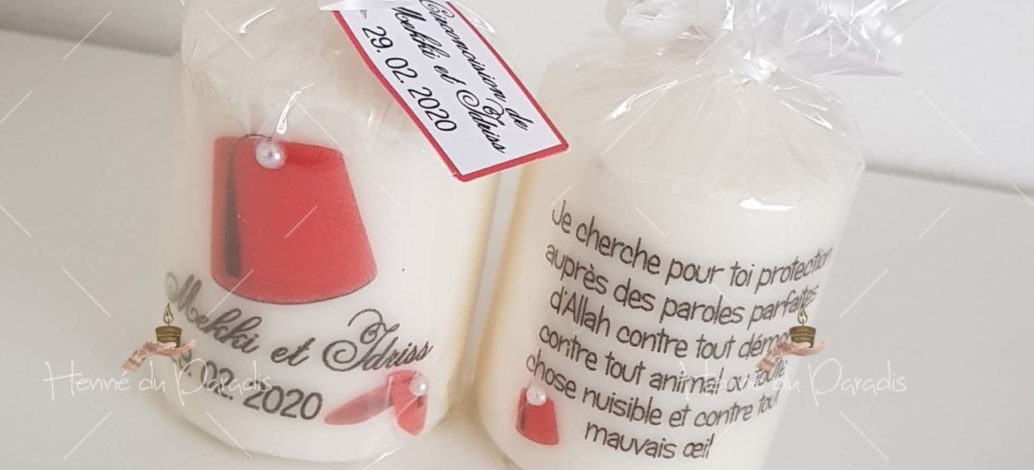 Circoncision de
Mekki et Idriss
29.02.2020
Mekki et Idriss
29.02.2020
Je cherche pour toi protection
auprès des paroles parfaites
d'Allah contre tout
contre tout animal ou toute
chose nuisible et contre tout
mauvais œil
Henné du Paradis
Henné du Paradis